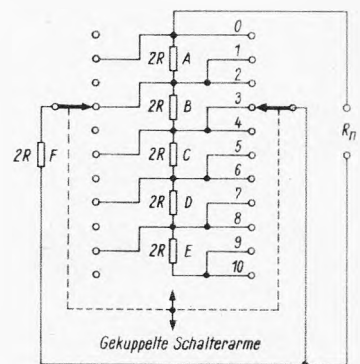 0
2R A 1
2
2R B 3
4
2R F
2R C 5
6
2R D 7
8
2R E 9
10
Rn
Gekuppelte Schalterarme